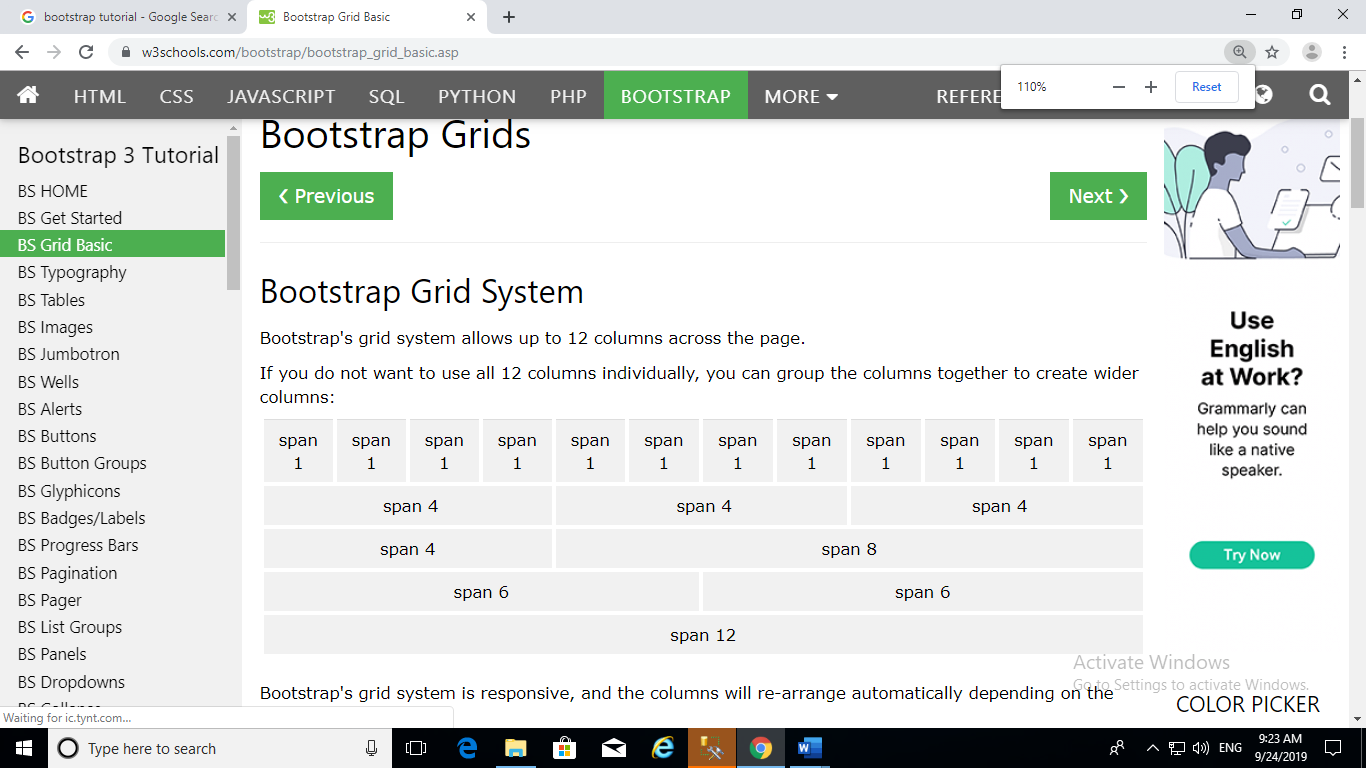 bootstrap tutorial - Google Searc
Bootstrap Grid Basic
w3schools.com/bootstrap/bootstrap_grid_basic.asp
110%
Reset
HTML CSS JAVASCRIPT SQL PYTHON PHP BOOTSTRAP MORE REFERE
Bootstrap 3 Tutorial
BS HOME
BS Get Started
BS Grid Basic
BS Typography
BS Tables
BS Images
BS Jumbotron
BS Wells
BS Alerts
BS Buttons
BS Button Groups
BS Glyphicons
BS Badges/Labels
BS Progress Bars
BS Pagination
BS Pager
BS List Groups
BS Panels
BS Dropdowns
BS Collapse
Waiting for ic.tynt.com...
Bootstrap Grids
❮ Previous
Next ❯
Bootstrap Grid System
Bootstrap's grid system allows up to 12 columns across the page.
If you do not want to use all 12 columns individually, you can group the columns together to create wider
columns:
span span span span span span span span span span span span
1 1 1 1 1 1 1 1 1 1 1 1
span 4 span 4 span 4
span 4 span 8
span 6 span 6
span 12
Bootstrap's grid system is responsive, and the columns will re-arrange automatically depending on the
Use
English
at Work?
Grammarly can
help you sound
like a native
speaker.
Try Now
Activate Windows
Go to Settings to activate Windows.
COLOR PICKER
Type here to search
ENG
9:23 AM
9/24/2019